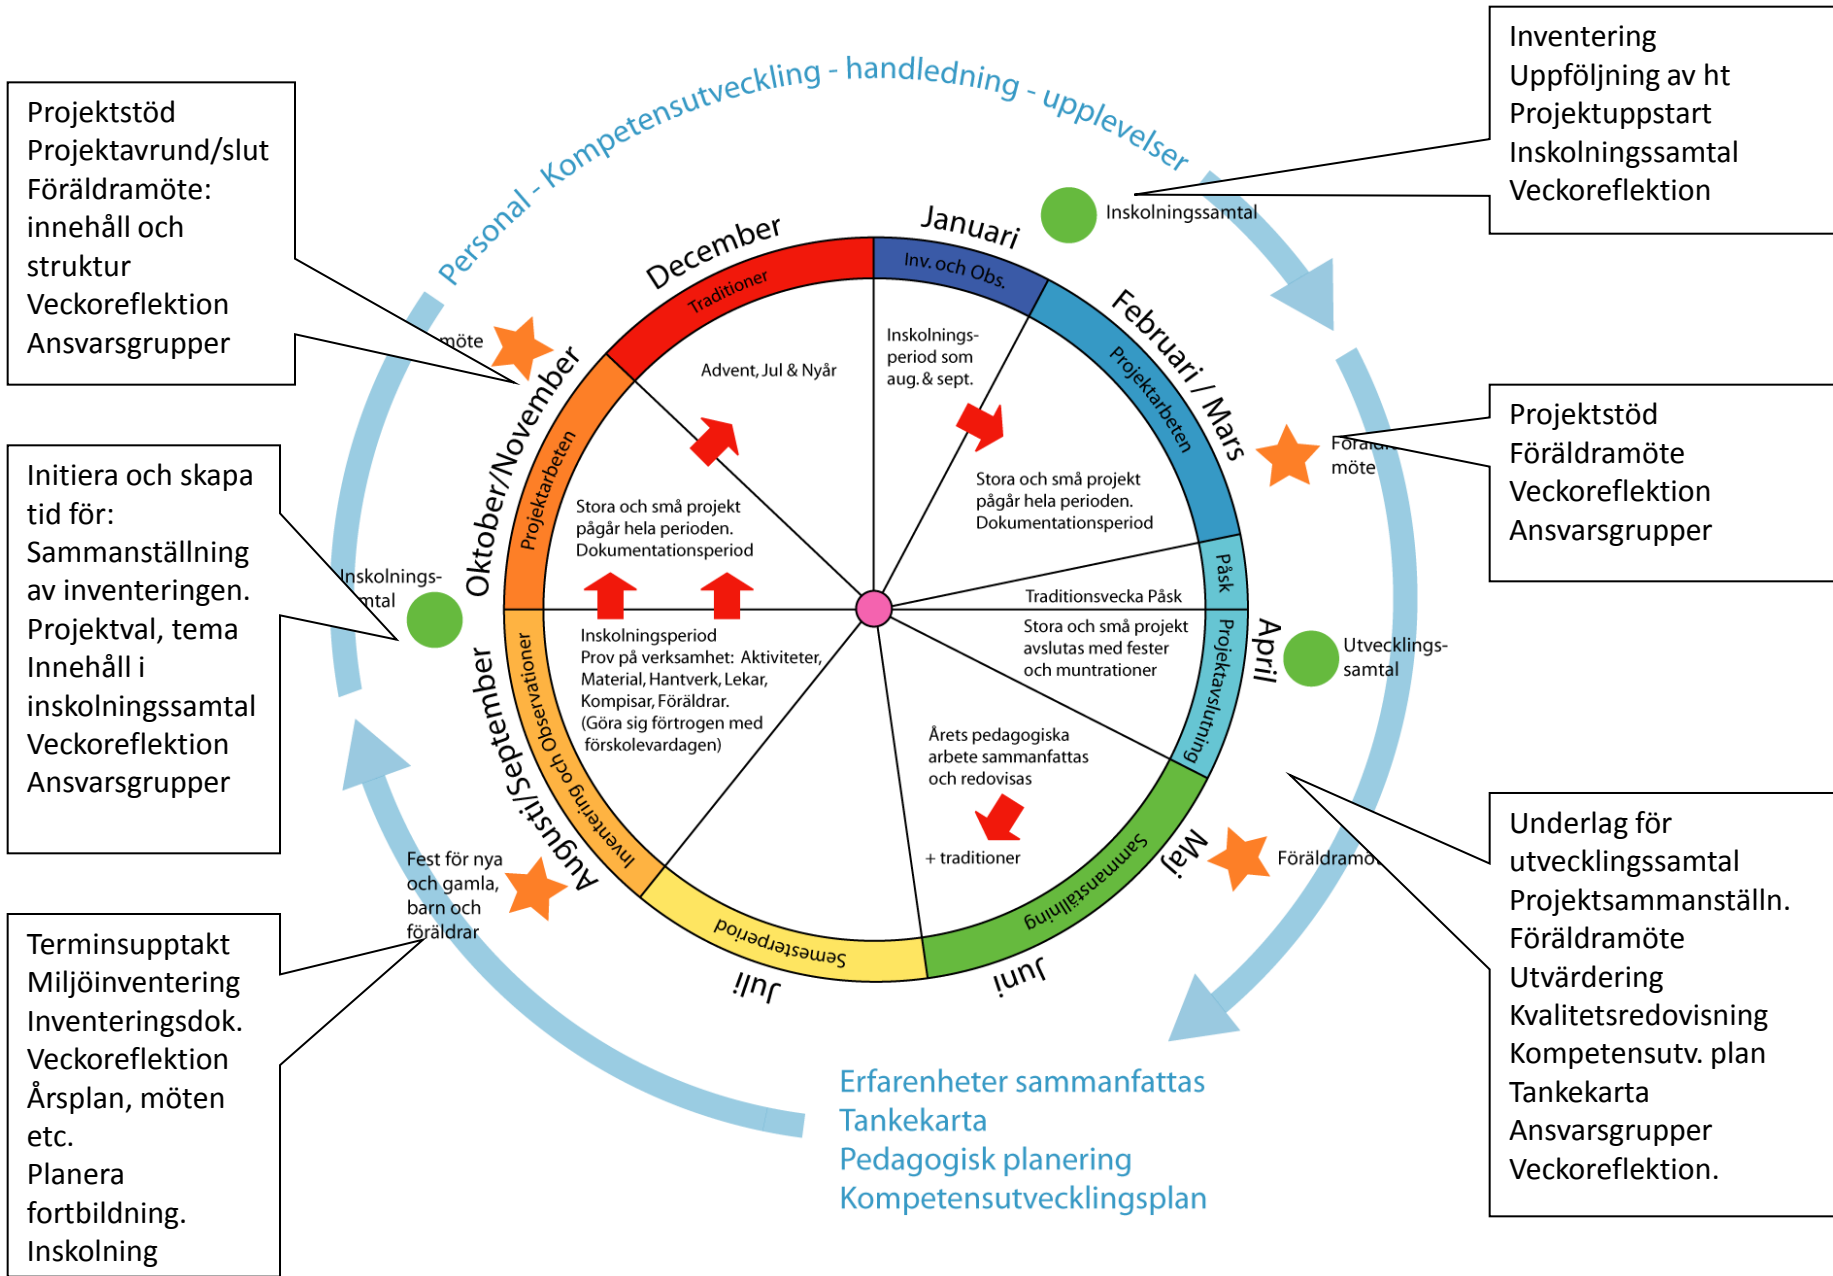 Personal - Kompetensutveckling - handledning - upplevelser
Projektstöd
Projektavrund/slut
Föräldramöte:
innehåll och
struktur
Veckoreflektion
Ansvarsgrupper
Initiera och skapa
tid för:
Sammanställning
av inventeringen.
Projektval, tema
Innehåll i
inskolningssamtal
Veckoreflektion
Ansvarsgrupper
Terminsupptakt
Miljöinventering
Inventeringsdok.
Veckoreflektion
Årsplan, möten
etc.
Planera
fortbildning.
Inskolning
Inventering
Uppföljning av ht
Projektuppstart
Inskolningssamtal
Veckoreflektion
Projektstöd
Föräldramöte
Veckoreflektion
Ansvarsgrupper
Underlag för
utvecklingssamtal
Projektsammanställn.
Föräldramöte
Utvärdering
Kvalitetsredovisning
Kompetensutv. plan
Tankekarta
Ansvarsgrupper
Veckoreflektion.
Januari
Inskolningssamtal
Inv. och Obs.
Inskolnings-
period som
aug. & sept.
Februari / Mars
Projektarbeten
möte
Stora och små projekt
pågår hela perioden.
Dokumentationsperiod
Påsk
Traditionsvecka Påsk
April
Utvecklings-
samtal
Projektavslutning
Stora och små projekt
avslutas med fester
och muntrationer
Maj
Föräldramö
Sammanställning
Årets pedagogiska
arbete sammanfattas
och redovisas
+ traditioner
Juni
Juli
Semesterperiod
Augusti/September
Inventering och Observationer
Fest för nya
och gamla,
barn och
föräldrar
Inskolningsperiod
Prov på verksamhet: Aktiviteter,
Material, Hantverk, Lekar,
Kompisar, Föräldrar.
(Göra sig förtrogen med
förskolevardagen)
Inskolnings-
amtal
Oktober/November
Projektarbeten
möte
Stora och små projekt
pågår hela perioden.
Dokumentationsperiod
December
Traditioner
Advent, Jul & Nyår
Erfarenheter sammanfattas
Tankekarta
Pedagogisk planering
Kompetensutvecklingsplan